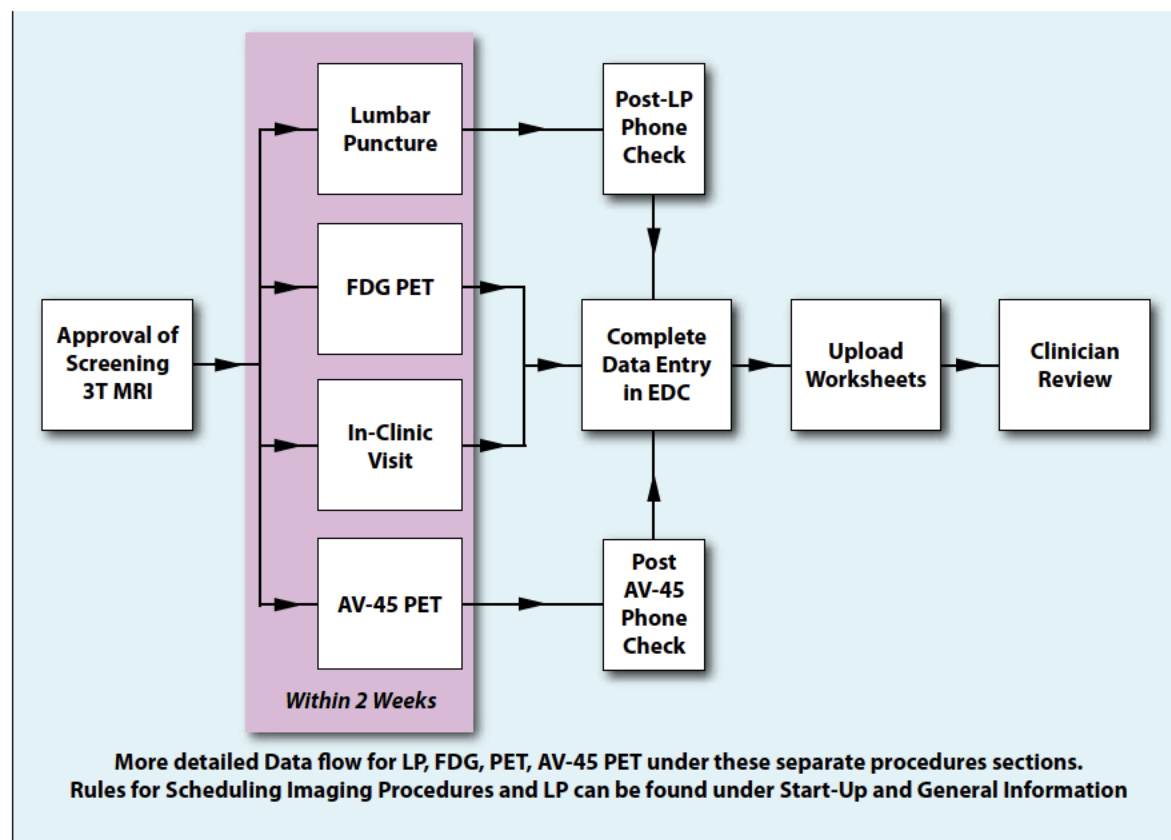 Approval of
Screening
3T MRI
Lumbar
Puncture
FDG PET
In-Clinic
Visit
AV-45 PET
Within 2 Weeks
Post-LP
Phone
Check
Complete
Data Entry
in EDC
Post
AV-45
Phone
Check
Upload
Worksheets
Clinician
Review
More detailed Data flow for LP, FDG, PET, AV-45 PET under these separate procedures sections.
Rules for Scheduling Imaging Procedures and LP can be found under Start-Up and General Information